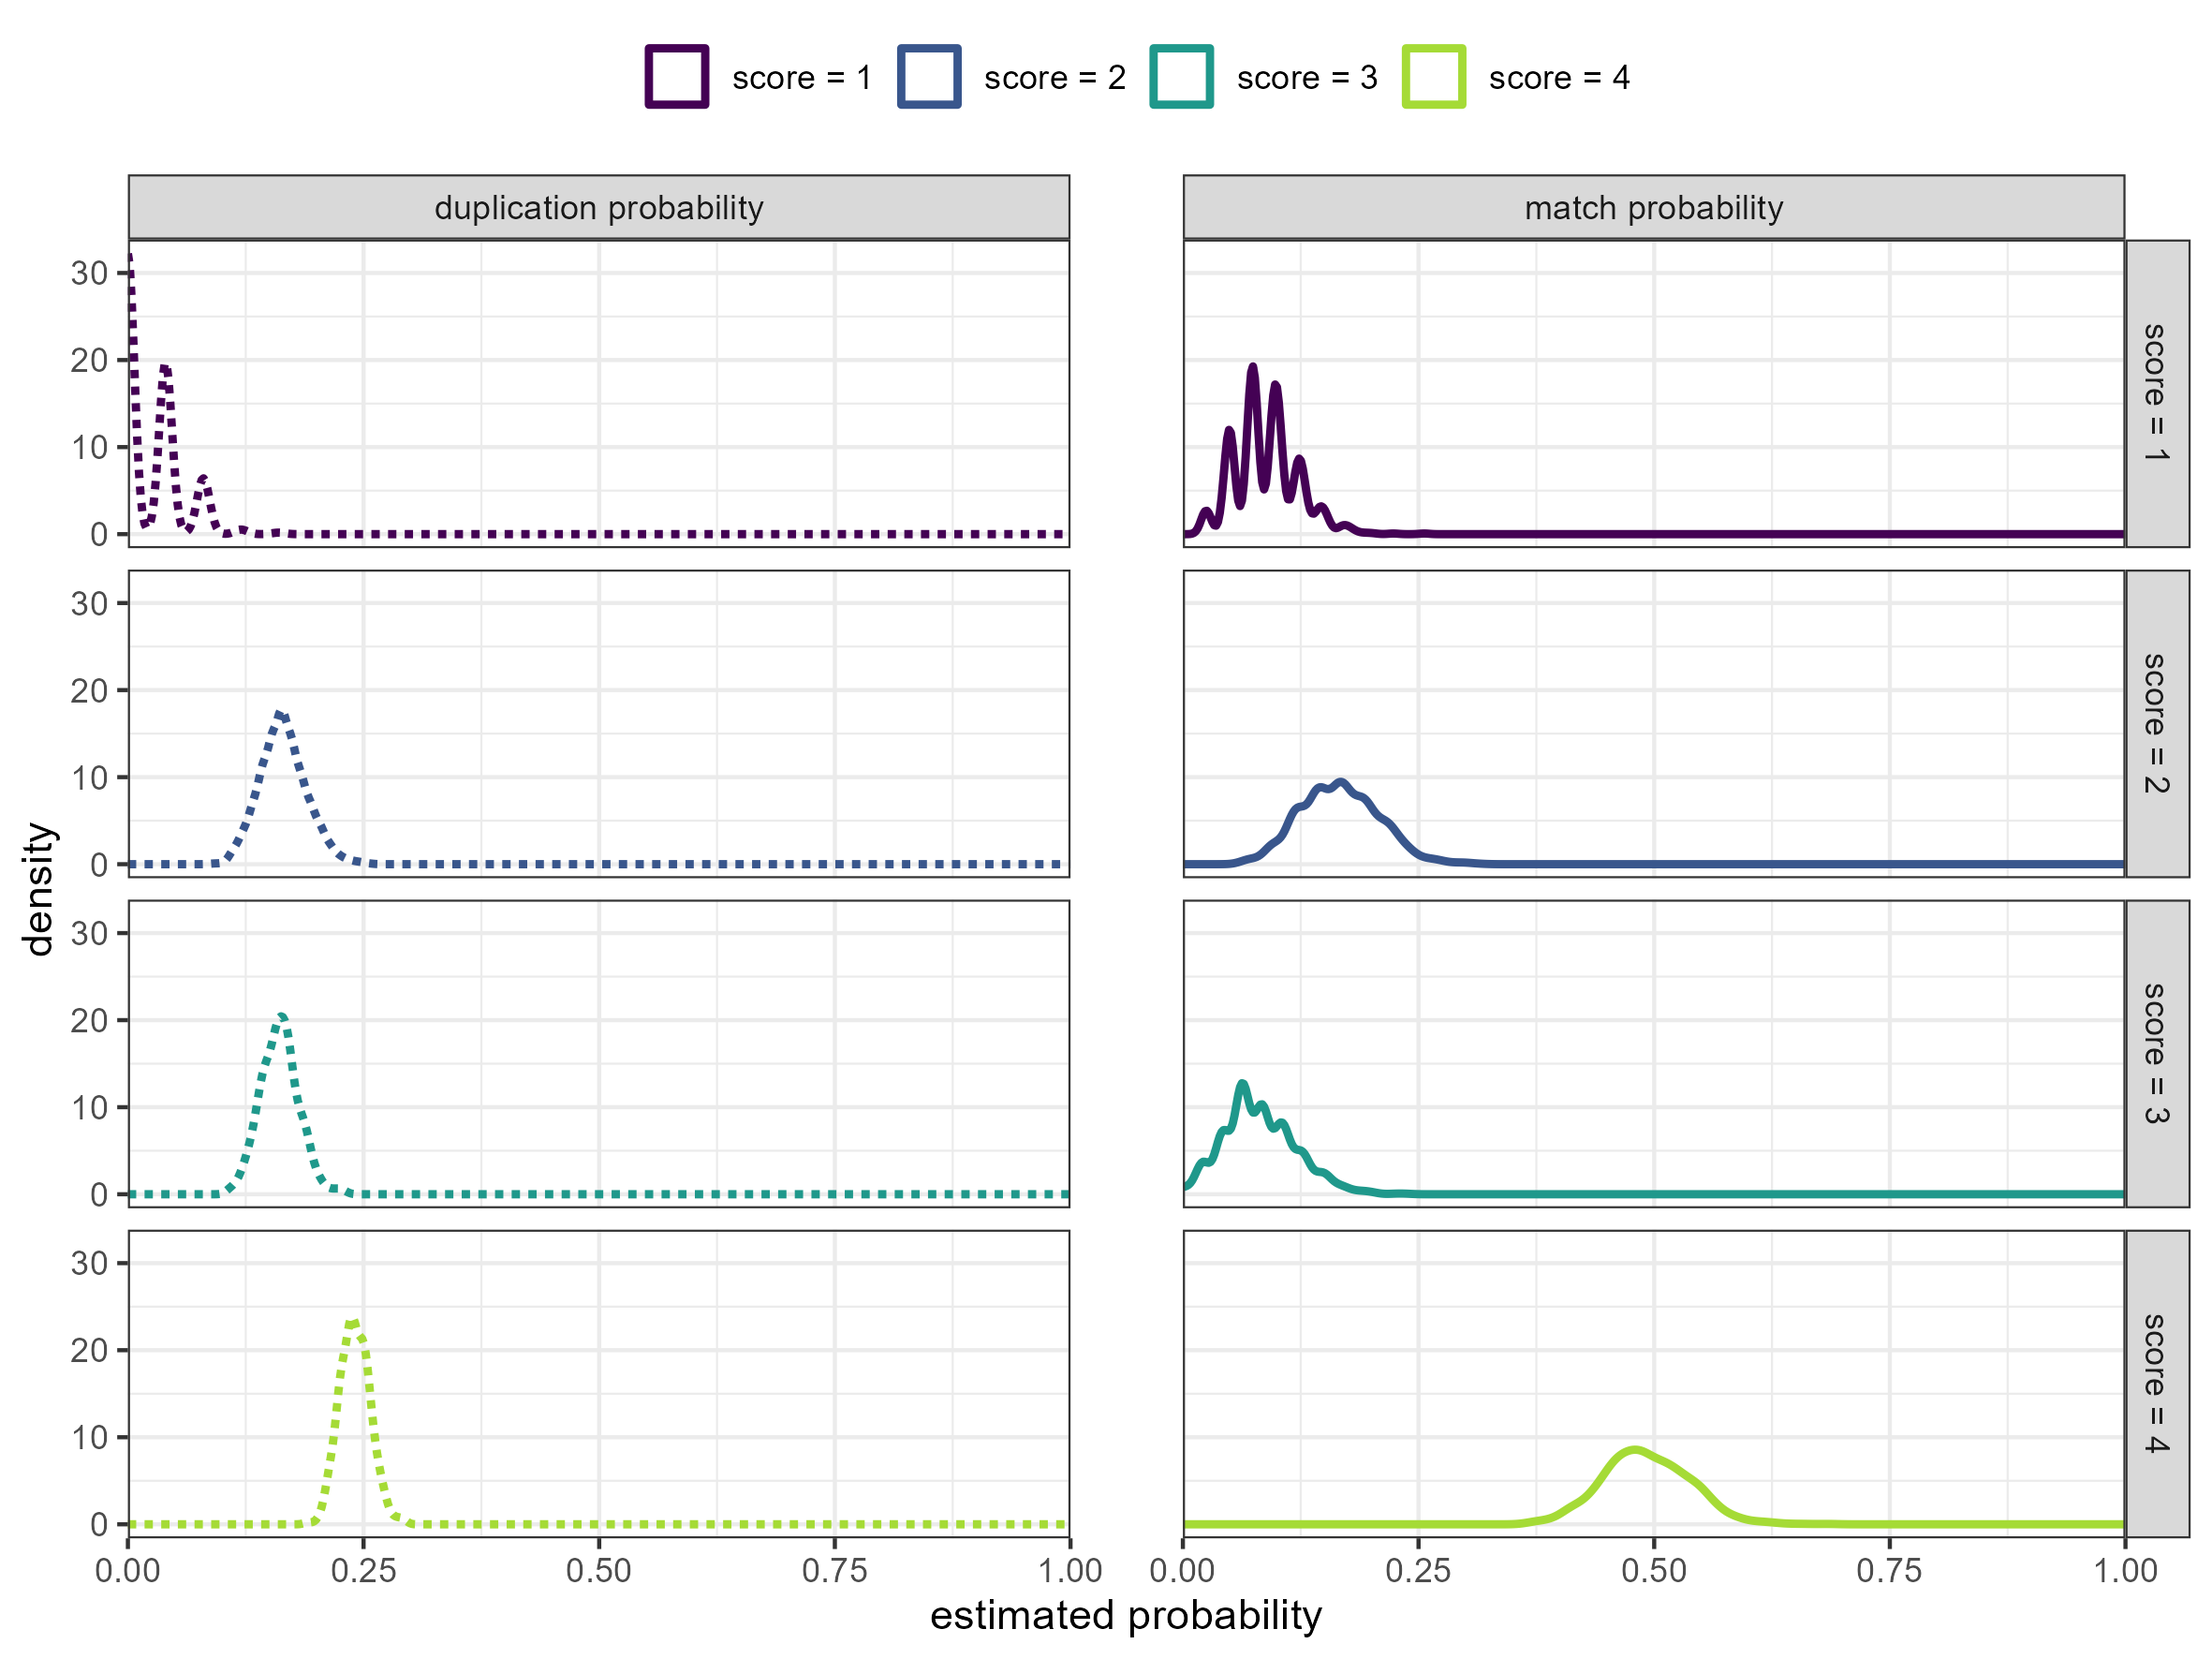 score = 1 score = 2 score = 3 score = 4
duplication probability match probability
30
20
10
0
score = 1
30
20
10
0
score = 2
30
20
10
0
score = 3
30
20
10
0
score = 4
density
0.00 0.25 0.50 0.75 1.00 0.00 0.25 0.50 0.75 1.00
estimated probability